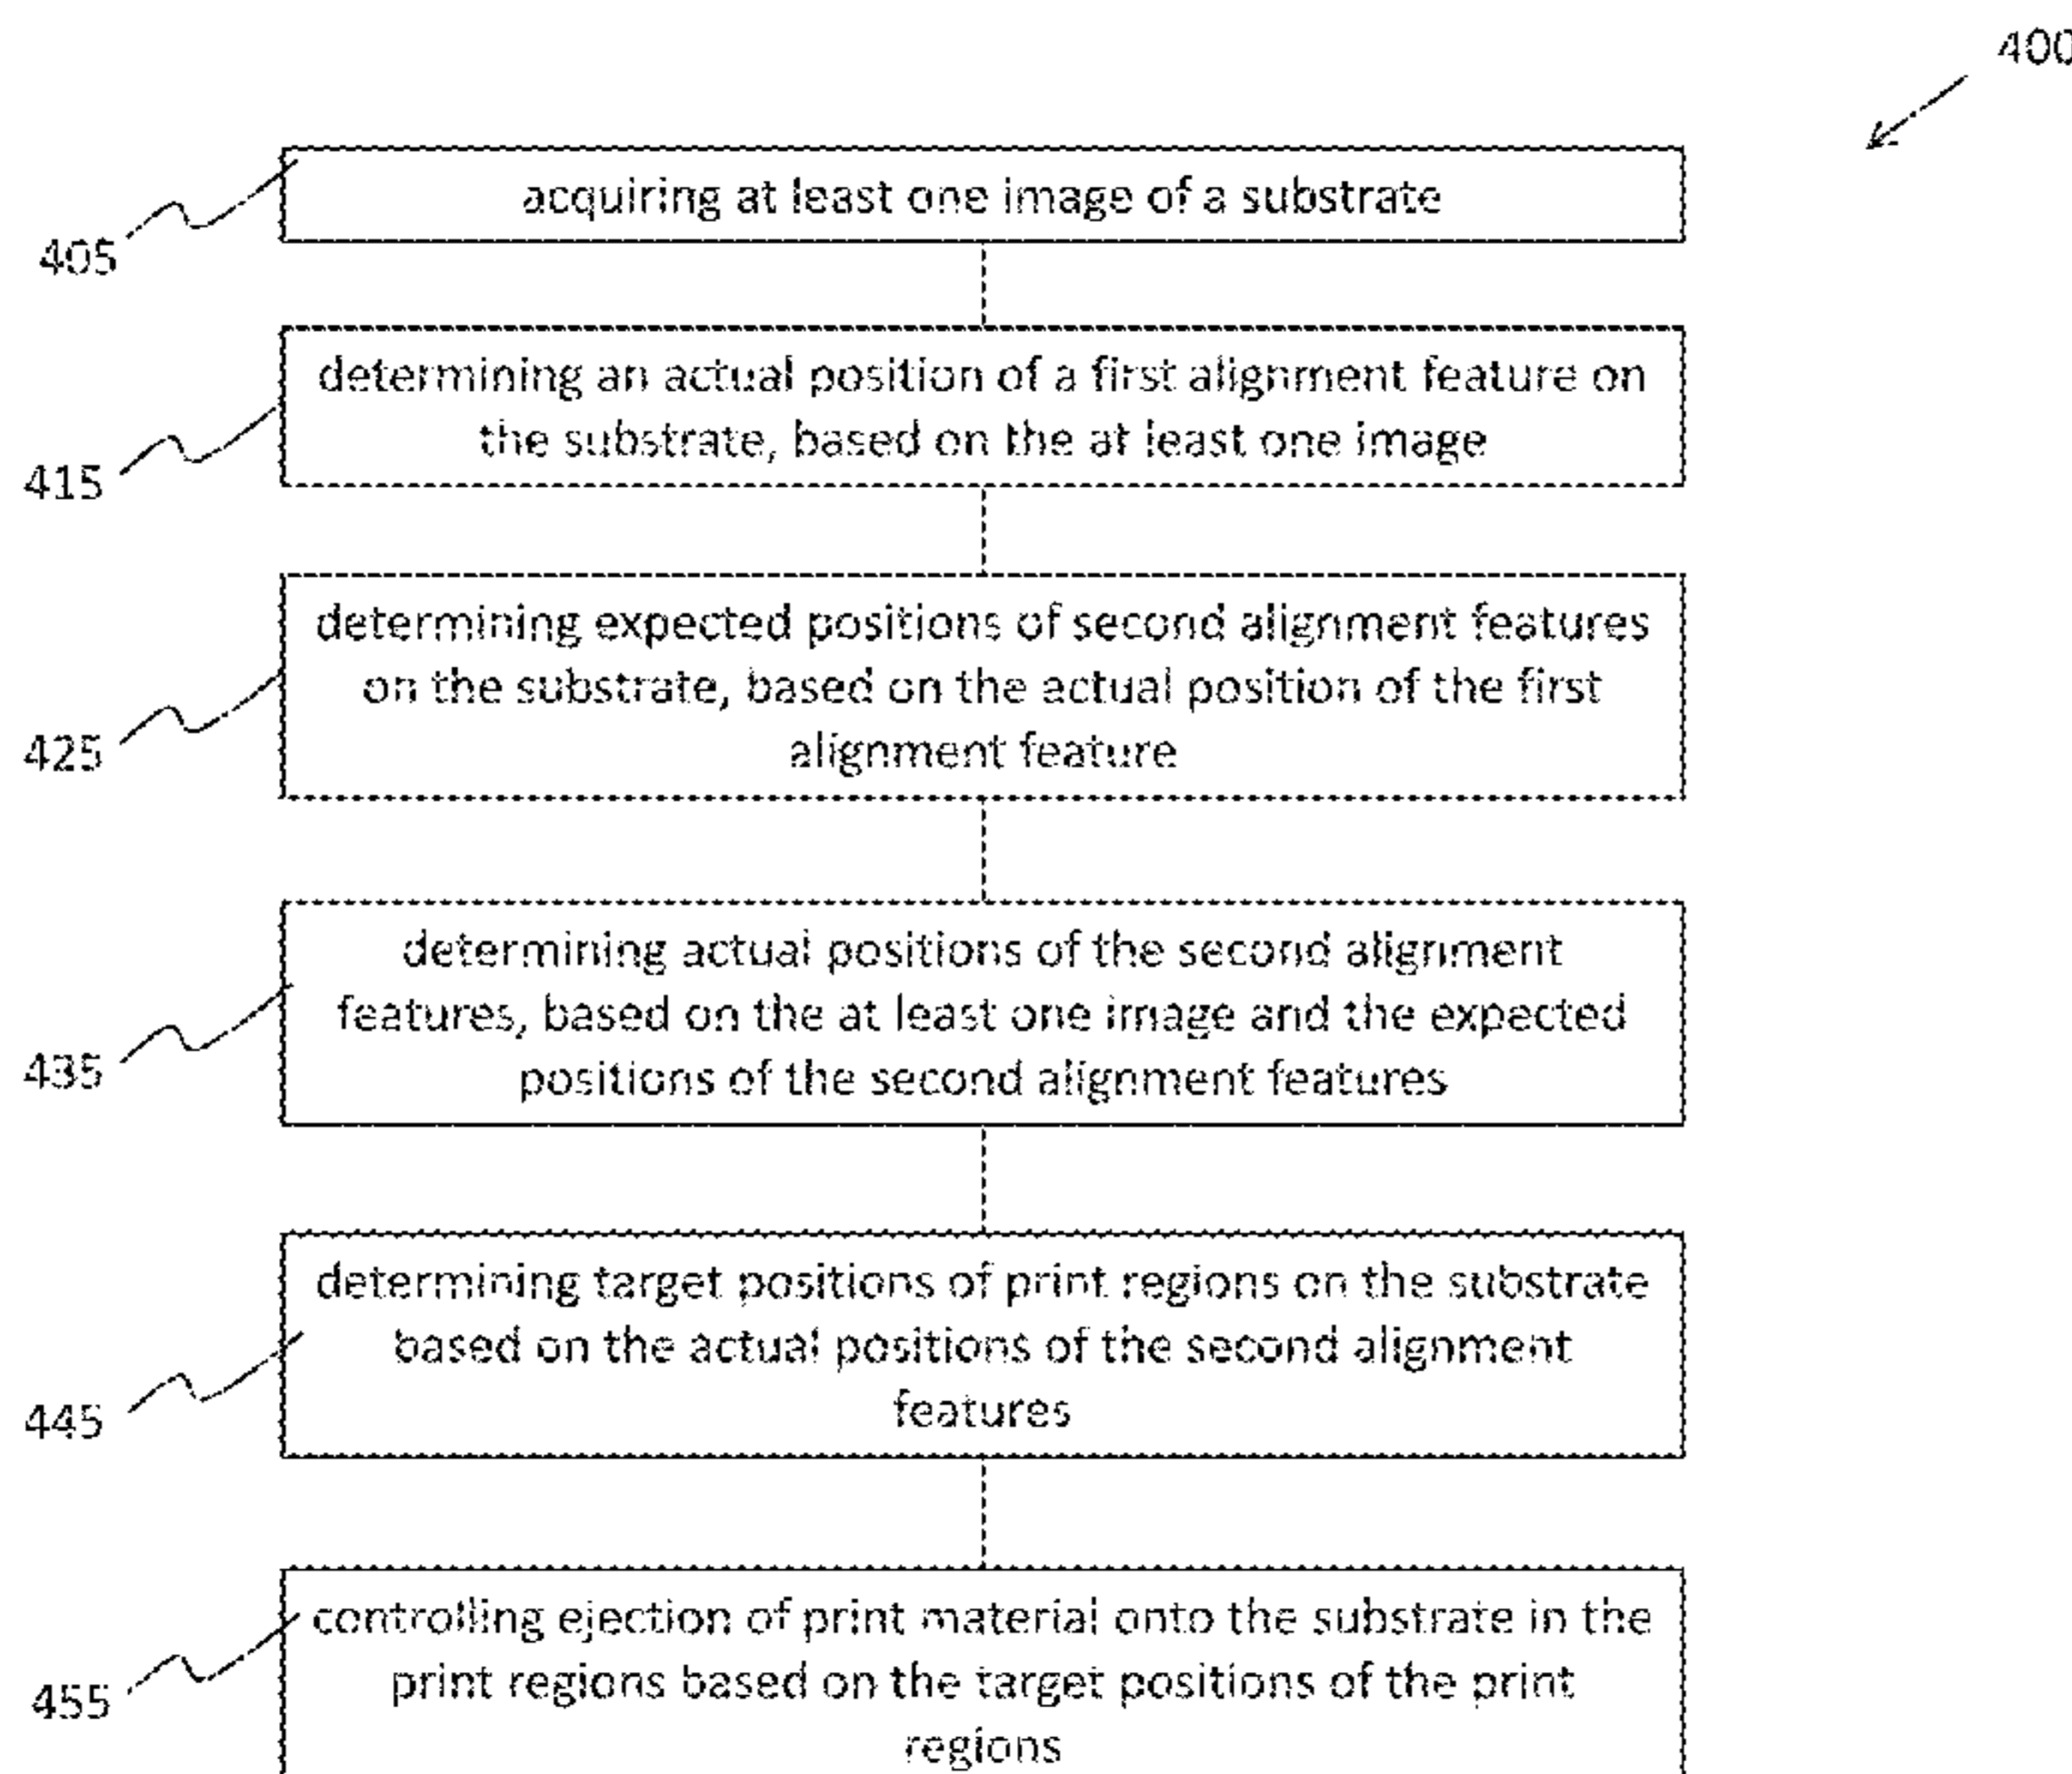 400
acquiring at least one image of a substrate
405
determining an actual position of a first alignment feature on
the substrate, based on the at least one image
415
determining expected positions of second alignment features
on the substrate, based on the actual position of the first
alignment feature
425
determining actual positions of the second alignment
features, based on the at least one image and the expected
positions of the second alignment features
435
determining target positions of print regions on the substrate
based on the actual positions of the second alignment
features
445
controlling ejection of print material onto the substrate in the
print regions based on the target positions of the print
regions
455